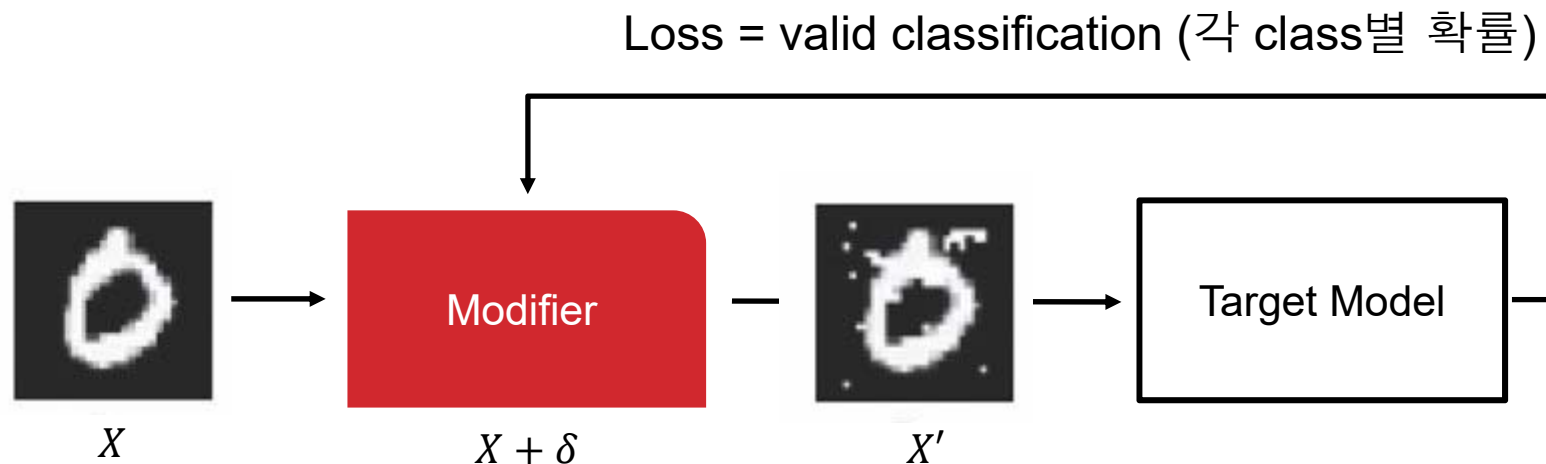 Loss = valid classification (각 class별 확률)
Modifier
Target Model
X
X + δ
X′